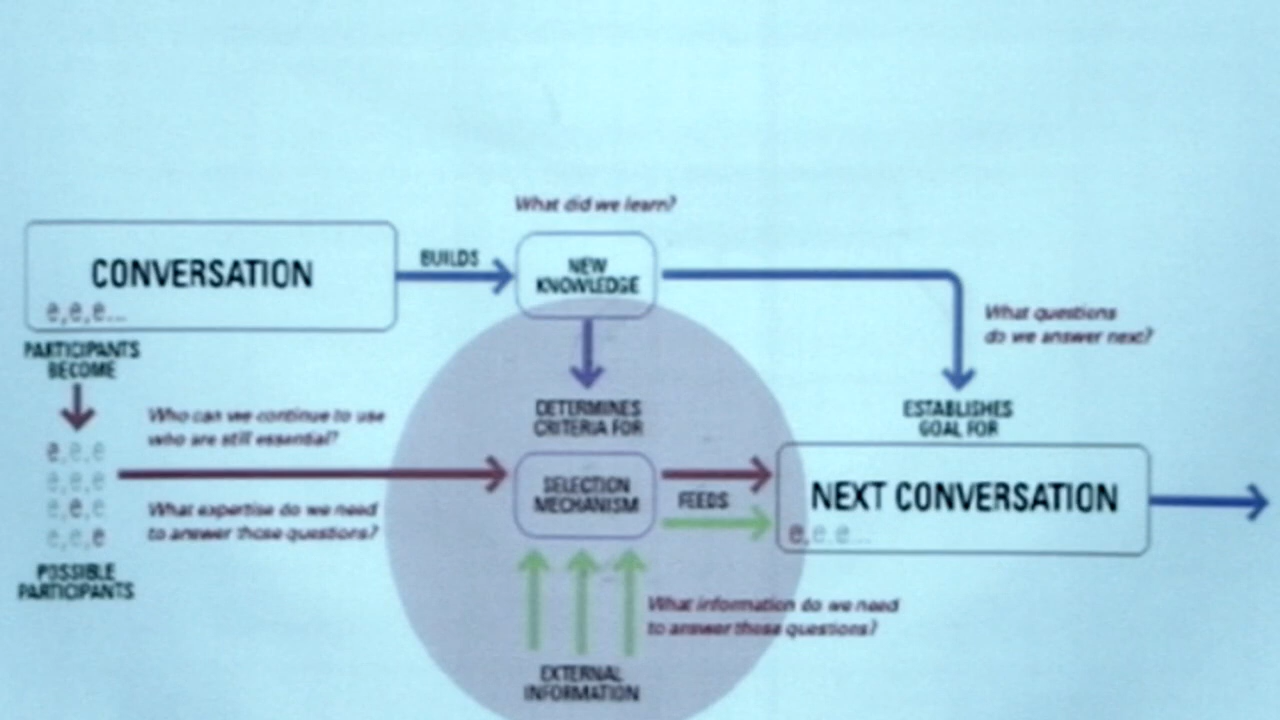 What did we learn?
CONVERSATION
e,e,e...
BUILDS
NEW
KNOWLEDGE
What questions
do we answer next?
PARTICIPANTS
BECOME
Who can we continue to use
who are still essential?
DETERMINES
CRITERIA FOR
ESTABLISHES
GOAL FOR
e,e,e
e,e,e
e,e,e
e,e,e
What expertise do we need
to answer those questions?
SELECTION
MECHANISM
FEEDS
NEXT CONVERSATION
e,e,e...
POSSIBLE
PARTICIPANTS
What information do we need
to answer those questions?
EXTERNAL
INFORMATION